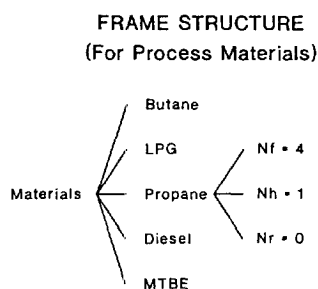 FRAME STRUCTURE
(For Process Materials)
Butane
LPG
Nf = 4
Materials
Propane
Nh = 1
Diesel
Nr = 0
MTBE